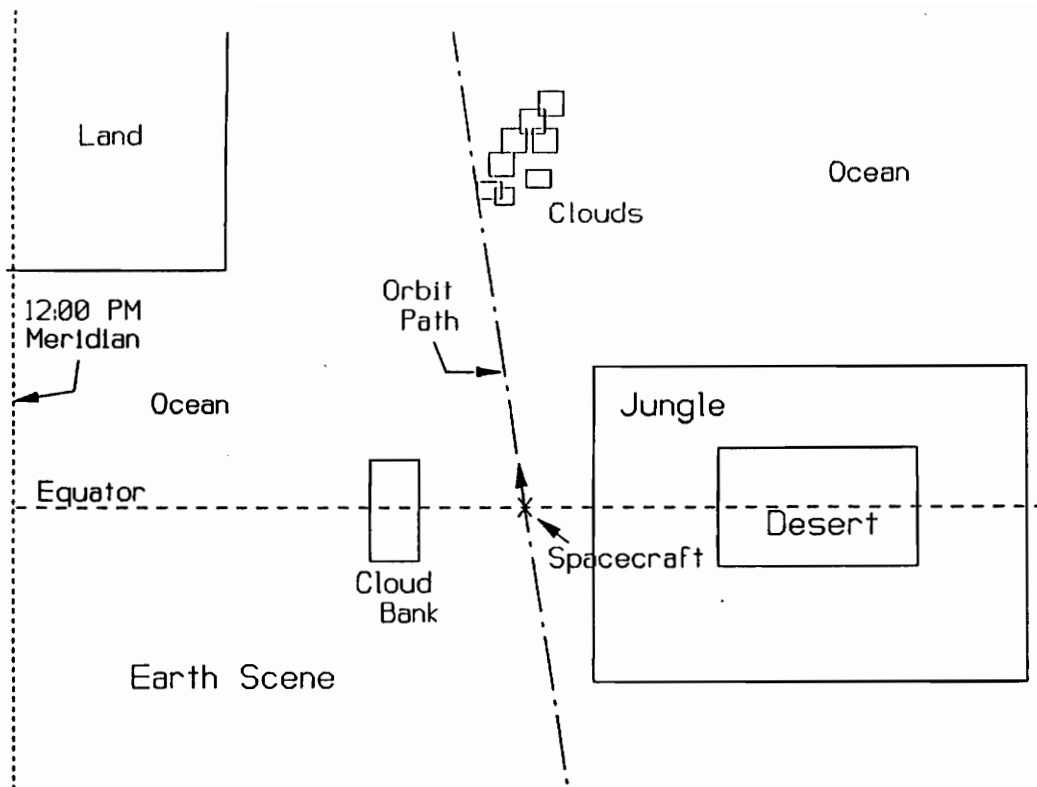 Land
Ocean
Clouds
12:00 PM
Meridian
Orbit
Path
Ocean
Jungle
Equator
Desert
Spacecraft
Cloud
Bank
Earth Scene